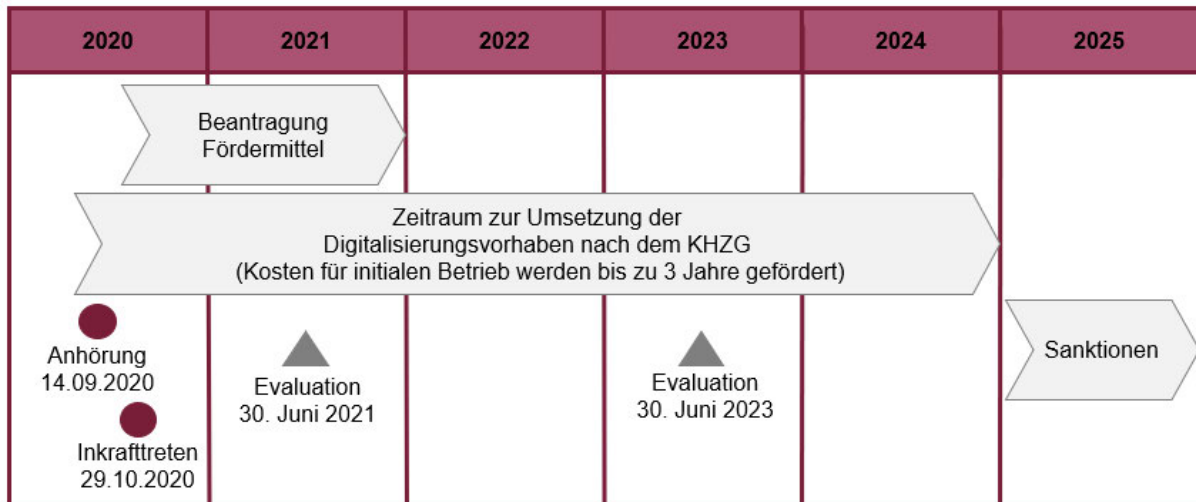 2020 2021 2022 2023 2024 2025
Beantragung
Fördermittel
Zeitraum zur Umsetzung der
Digitalisierungsvorhaben nach dem KHZG
(Kosten für initialen Betrieb werden bis zu 3 Jahre gefördert)
Anhörung
14.09.2020
Inkrafttreten
29.10.2020
Evaluation
30. Juni 2021
Evaluation
30. Juni 2023
Sanktionen